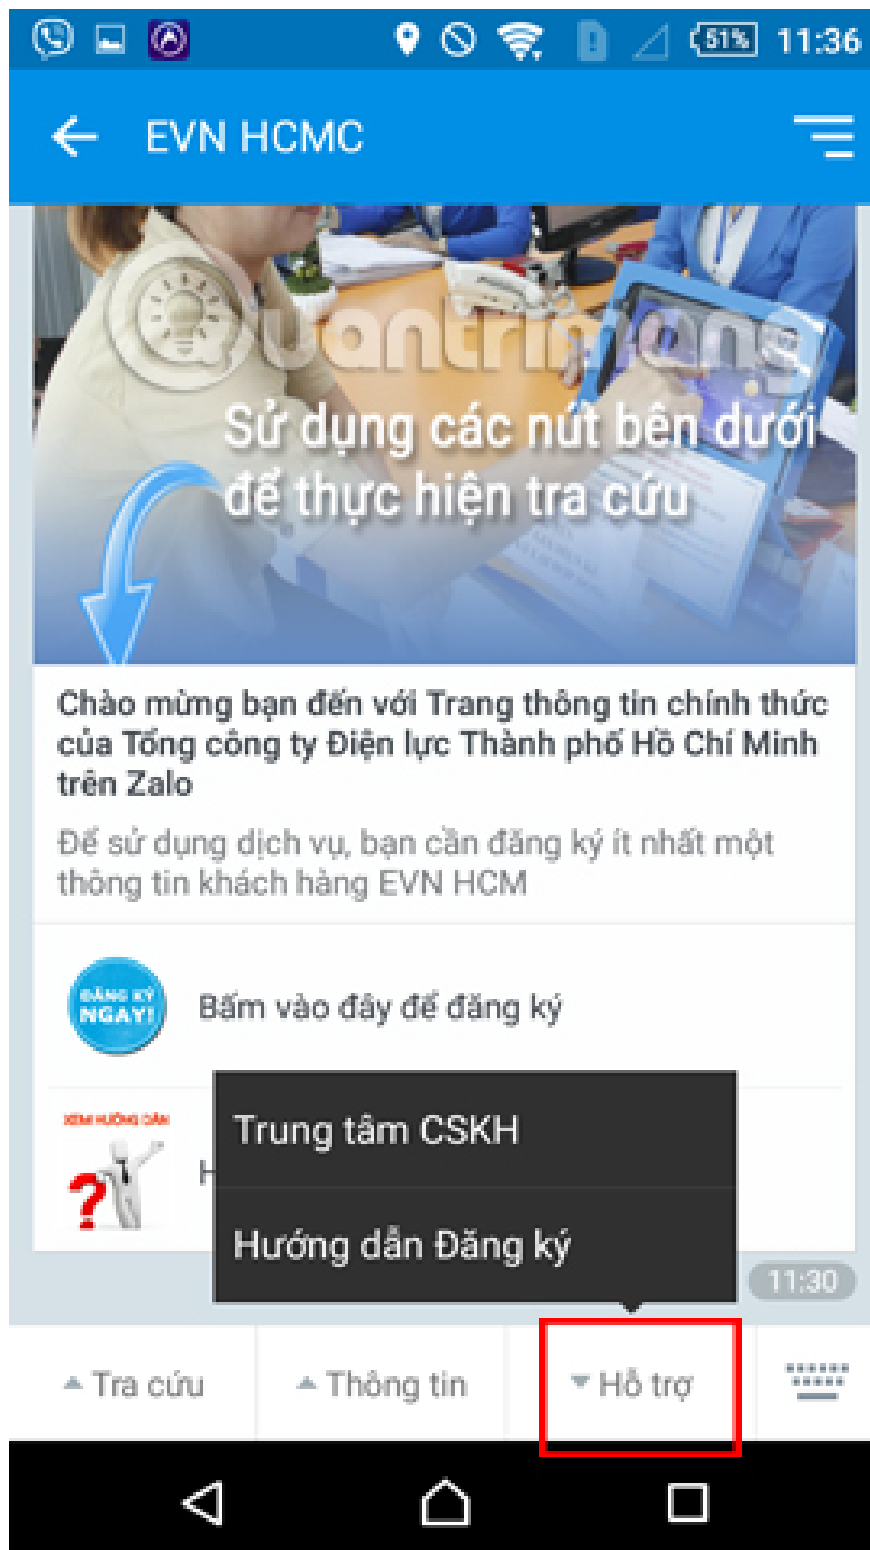 51%
11:36
EVN HCMC
Quantrimang
Sử dụng các nút bên dưới
để thực hiện tra cứu
Chào mừng bạn đến với Trang thông tin chính thức
của Tổng công ty Điện lực Thành phố Hồ Chí Minh
trên Zalo
Để sử dụng dịch vụ, bạn cần đăng ký ít nhất một
thông tin khách hàng EVN HCM
ĐĂNG KÝ
NGAY!
Bấm vào đây để đăng ký
XEM HƯỚNG DẪN
H
Trung tâm CSKH
Hướng dẫn Đăng ký
11:30
Tra cứu
Thông tin
Hỗ trợ